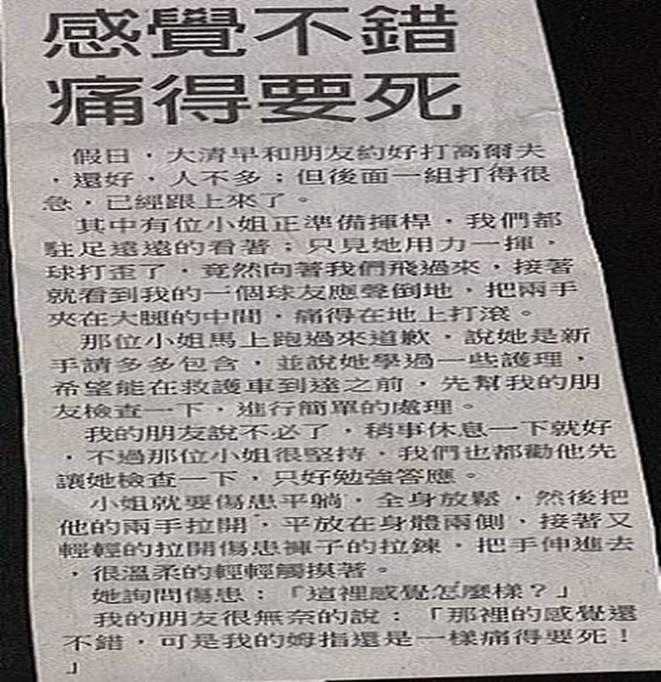 感覺不錯
痛得要死
假日，大清早和朋友約好打高爾夫
，還好，人不多；但後面一組打得很
急，已經跟上來了。
其中有位小姐正準備揮桿，我們都
駐足遠遠的看著；只見她用力一揮，
球打歪了，竟然向著我們飛過來，接著
就看到我的一個球友應聲倒地，把兩手
夾在大腿的中間，痛得在地上打滾。
那位小姐馬上跑過來道歉，說她是新
手請多多包含，並說她學過一些護理，
希望能在救護車到達之前，先幫我的朋
友檢查一下，進行簡單的處理。
我的朋友說不必了，稍事休息一下就好
，不過那位小姐很堅持，我們也都勸他先
讓她檢查一下，只好勉強答應。
小姐就要傷患平躺，全身放鬆，然後把
他的兩手拉開，平放在身體兩側，接著又
輕輕的拉開傷患褲子的拉鍊，把手伸進去
，很溫柔的輕輕觸摸著。
她詢問傷患：「這裡感覺怎麼樣？」
我的朋友很無奈的說：「那裡的感覺還
不錯，可是我的姆指還是一樣痛得要死！
」